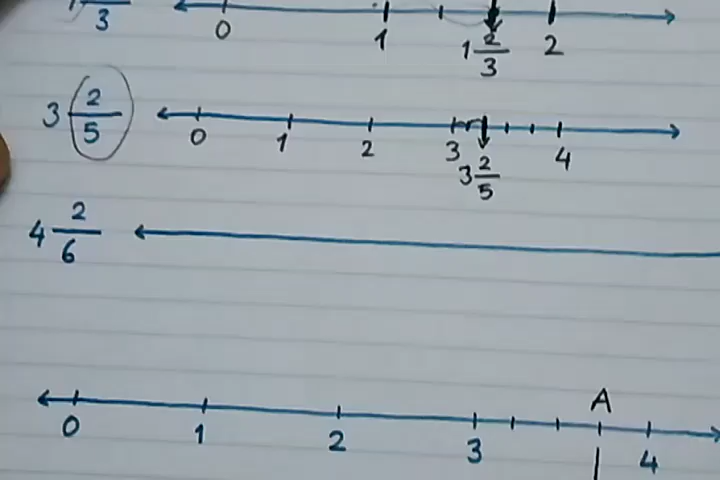 3
0 1 1 2/3 2
3 2/5
0 1 2 3 3 2/5 4
4 2/6
A
0 1 2 3 4